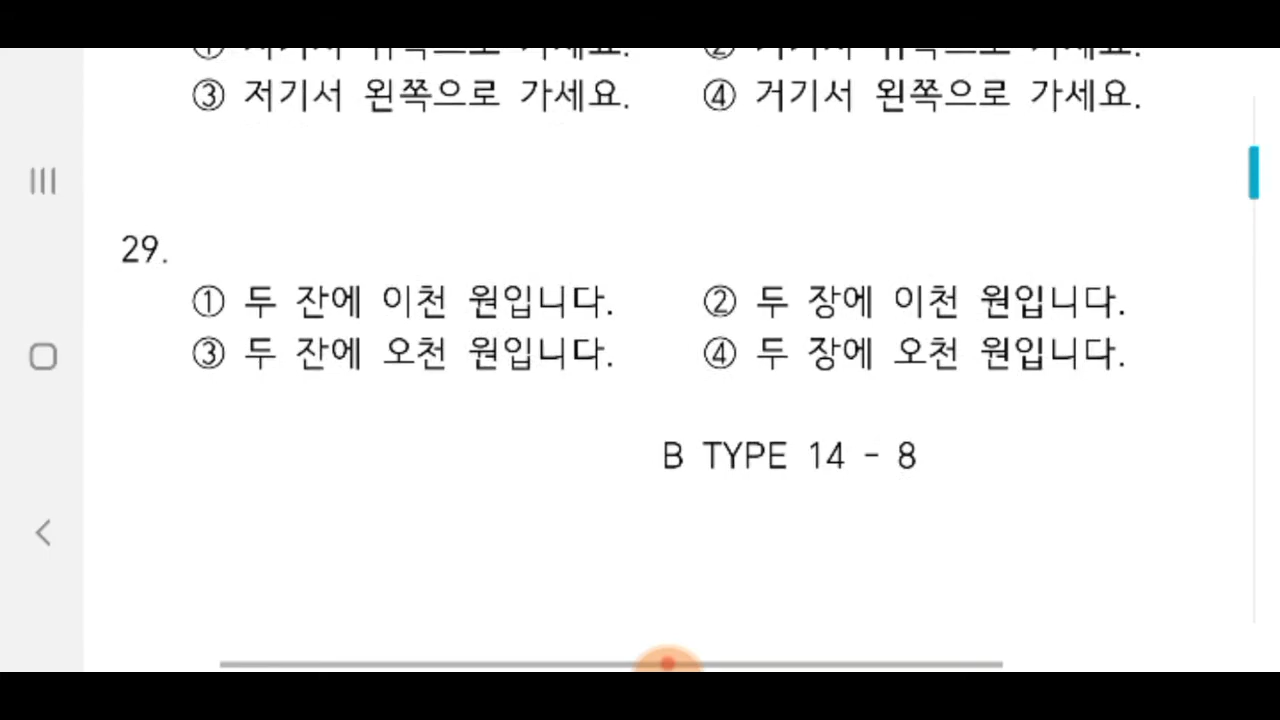 ③ 저기서 왼쪽으로 가세요. ④ 거기서 왼쪽으로 가세요.
29.
① 두 잔에 이천 원입니다. ② 두 장에 이천 원입니다.
③ 두 잔에 오천 원입니다. ④ 두 장에 오천 원입니다.
B TYPE 14 - 8